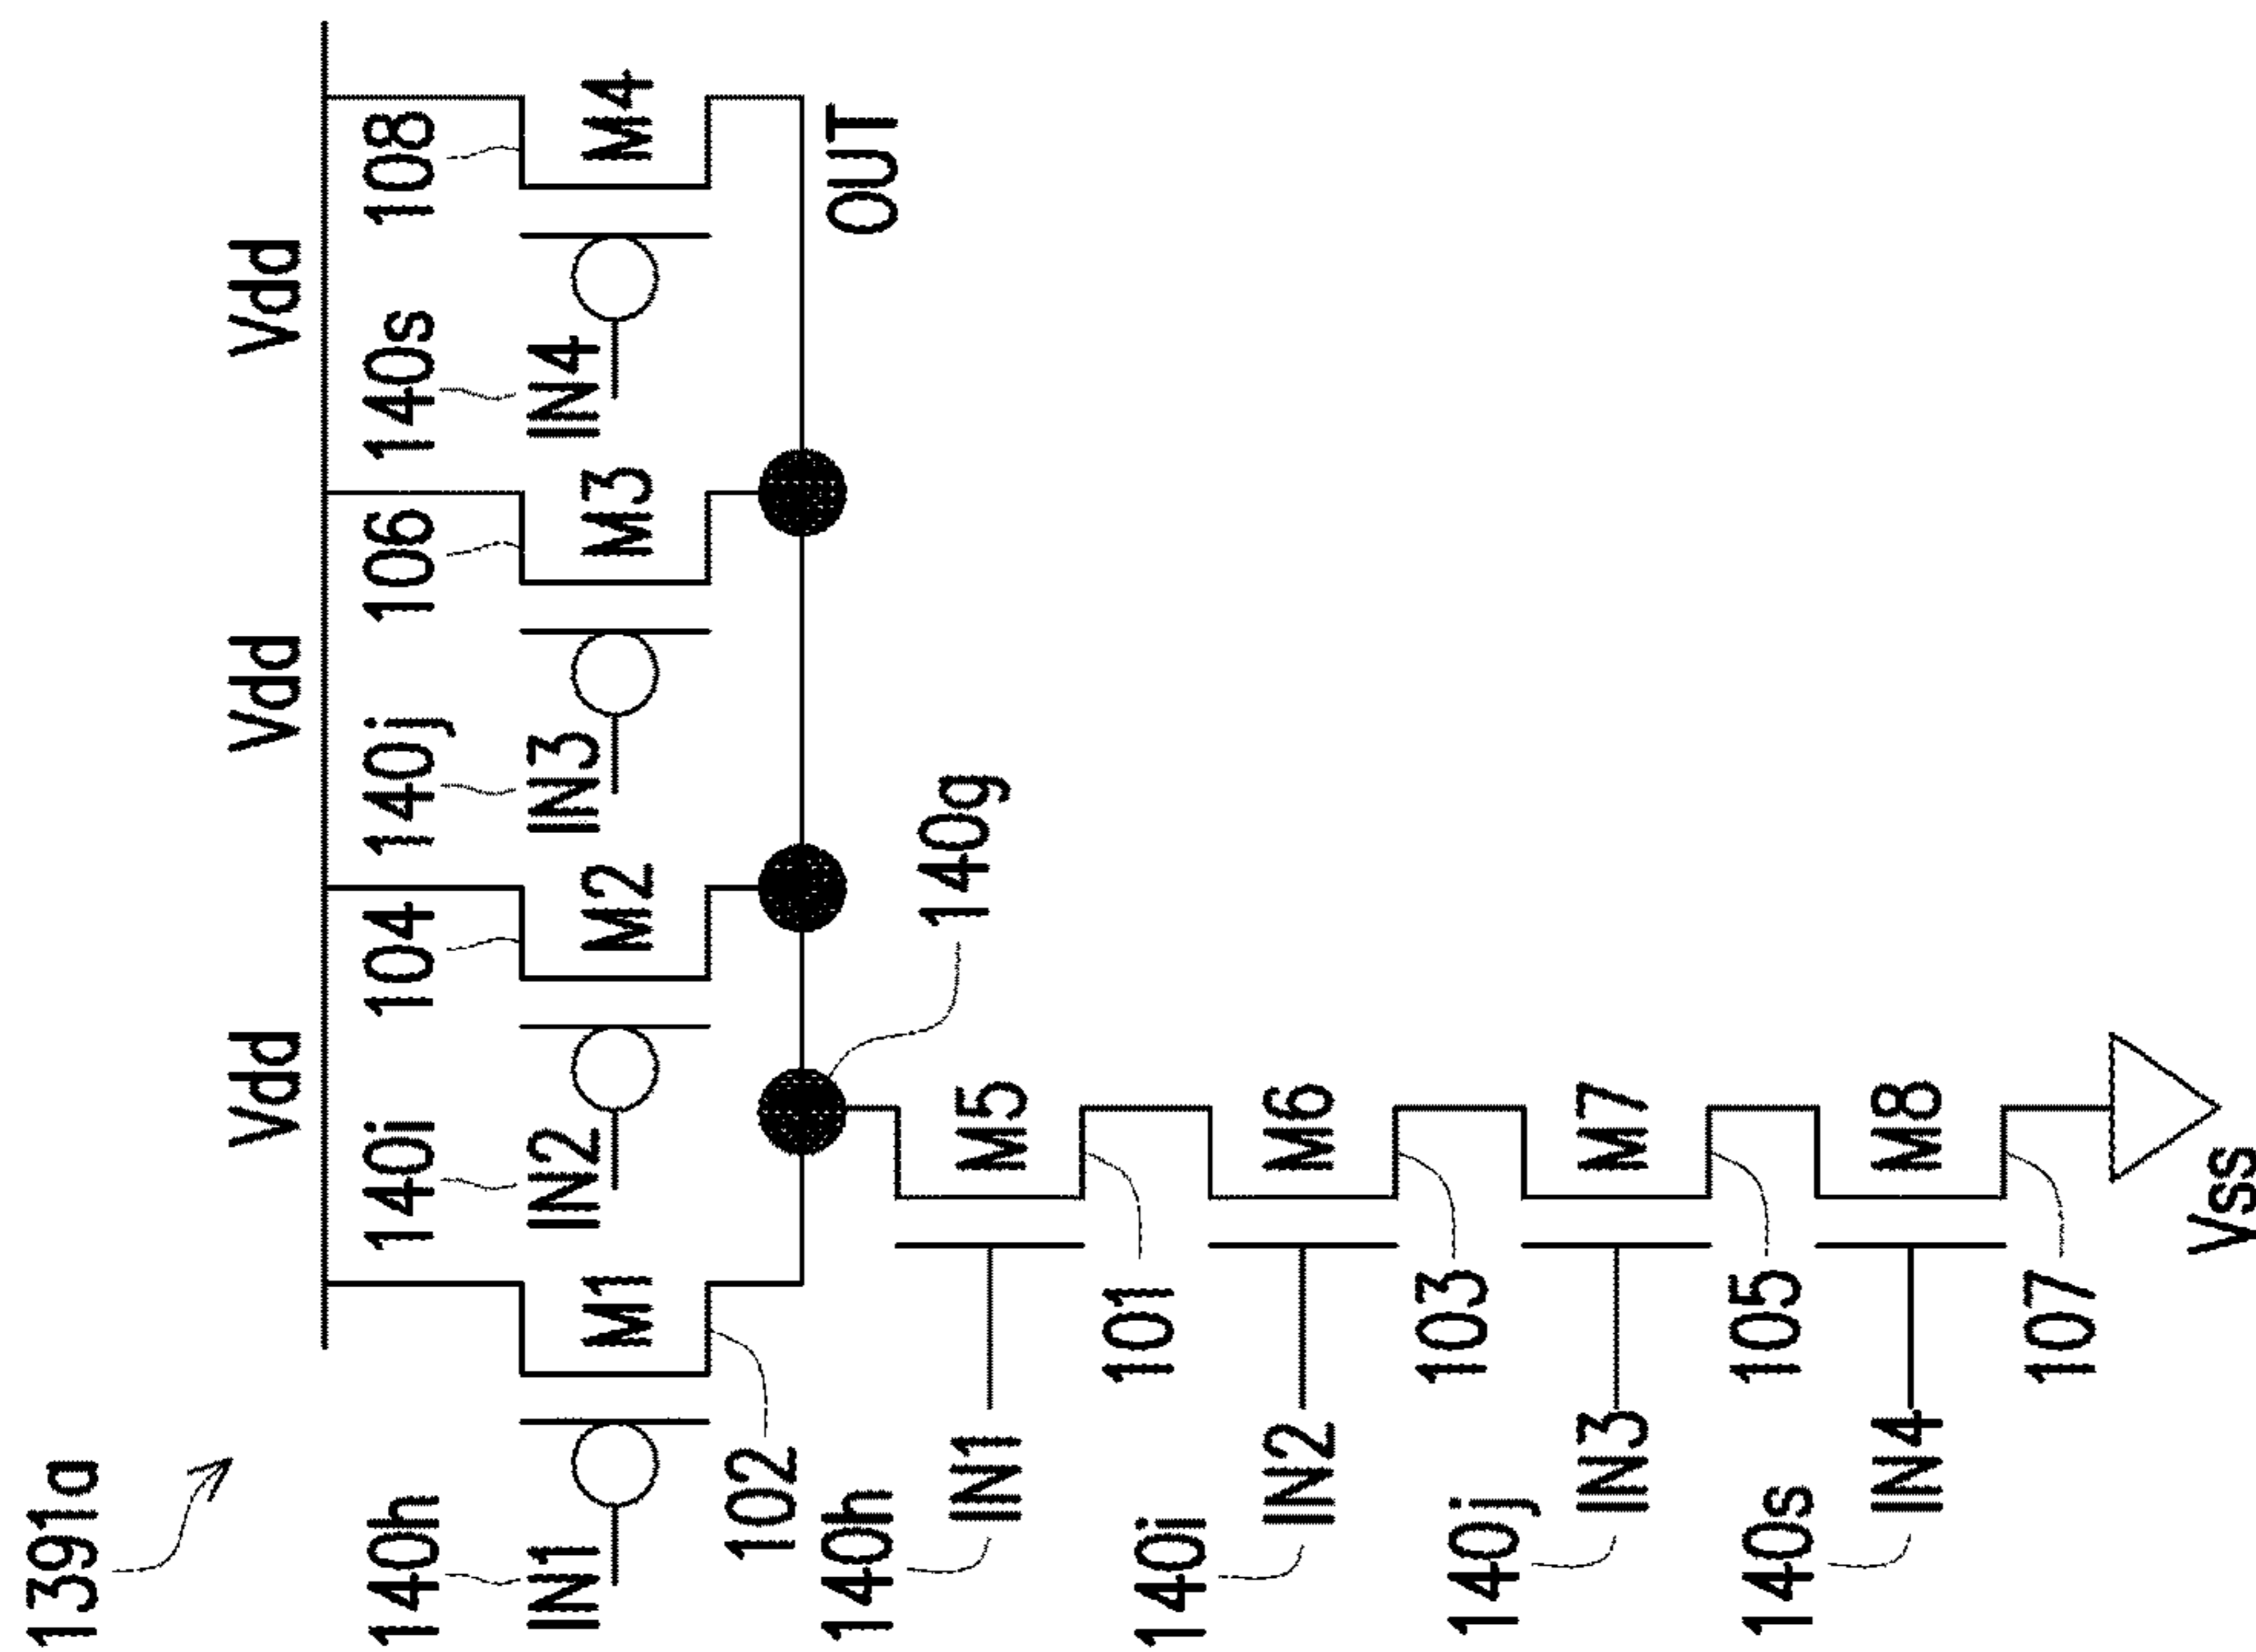 1391a
Vdd
Vdd
Vdd
140h
140i
104
140j
106
140s
108
IN1
M1
IN2
M2
IN3
M3
IN4
M4
102
OUT
140h
IN1
M5
140g
101
140i
IN2
M6
103
140j
IN3
M7
105
140s
IN4
M8
107
Vss